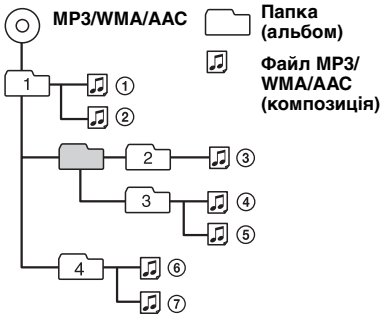 MP3/WMA/AAC
Папка
(альбом)
Файл MP3/
WMA/AAC
(композиція)
1
①
②
2
③
3
④
⑤
4
⑥
⑦